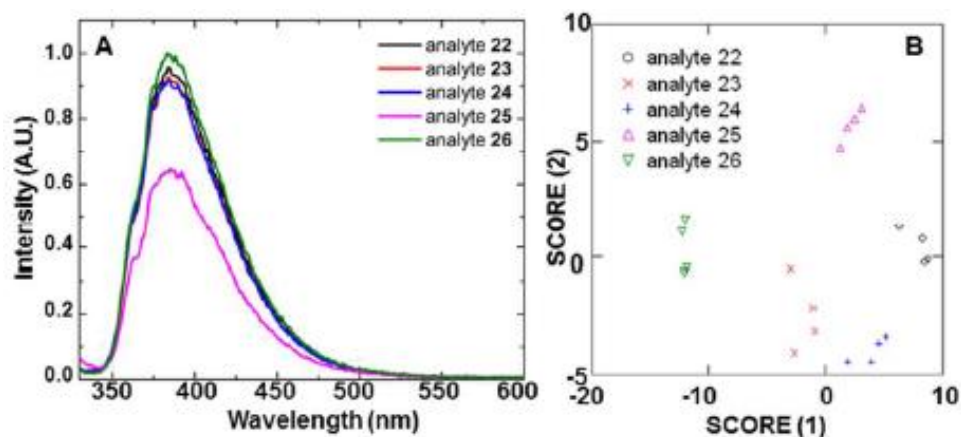 A
analyte 22
analyte 23
analyte 24
analyte 25
analyte 26
Intensity (A.U.)
1.0
0.8
0.6
0.4
0.2
0.0
350 400 450 500 550 600
Wavelength (nm)
B
analyte 22
analyte 23
analyte 24
analyte 25
analyte 26
SCORE (2)
10
5
0
-5
-20 -10 0 10
SCORE (1)